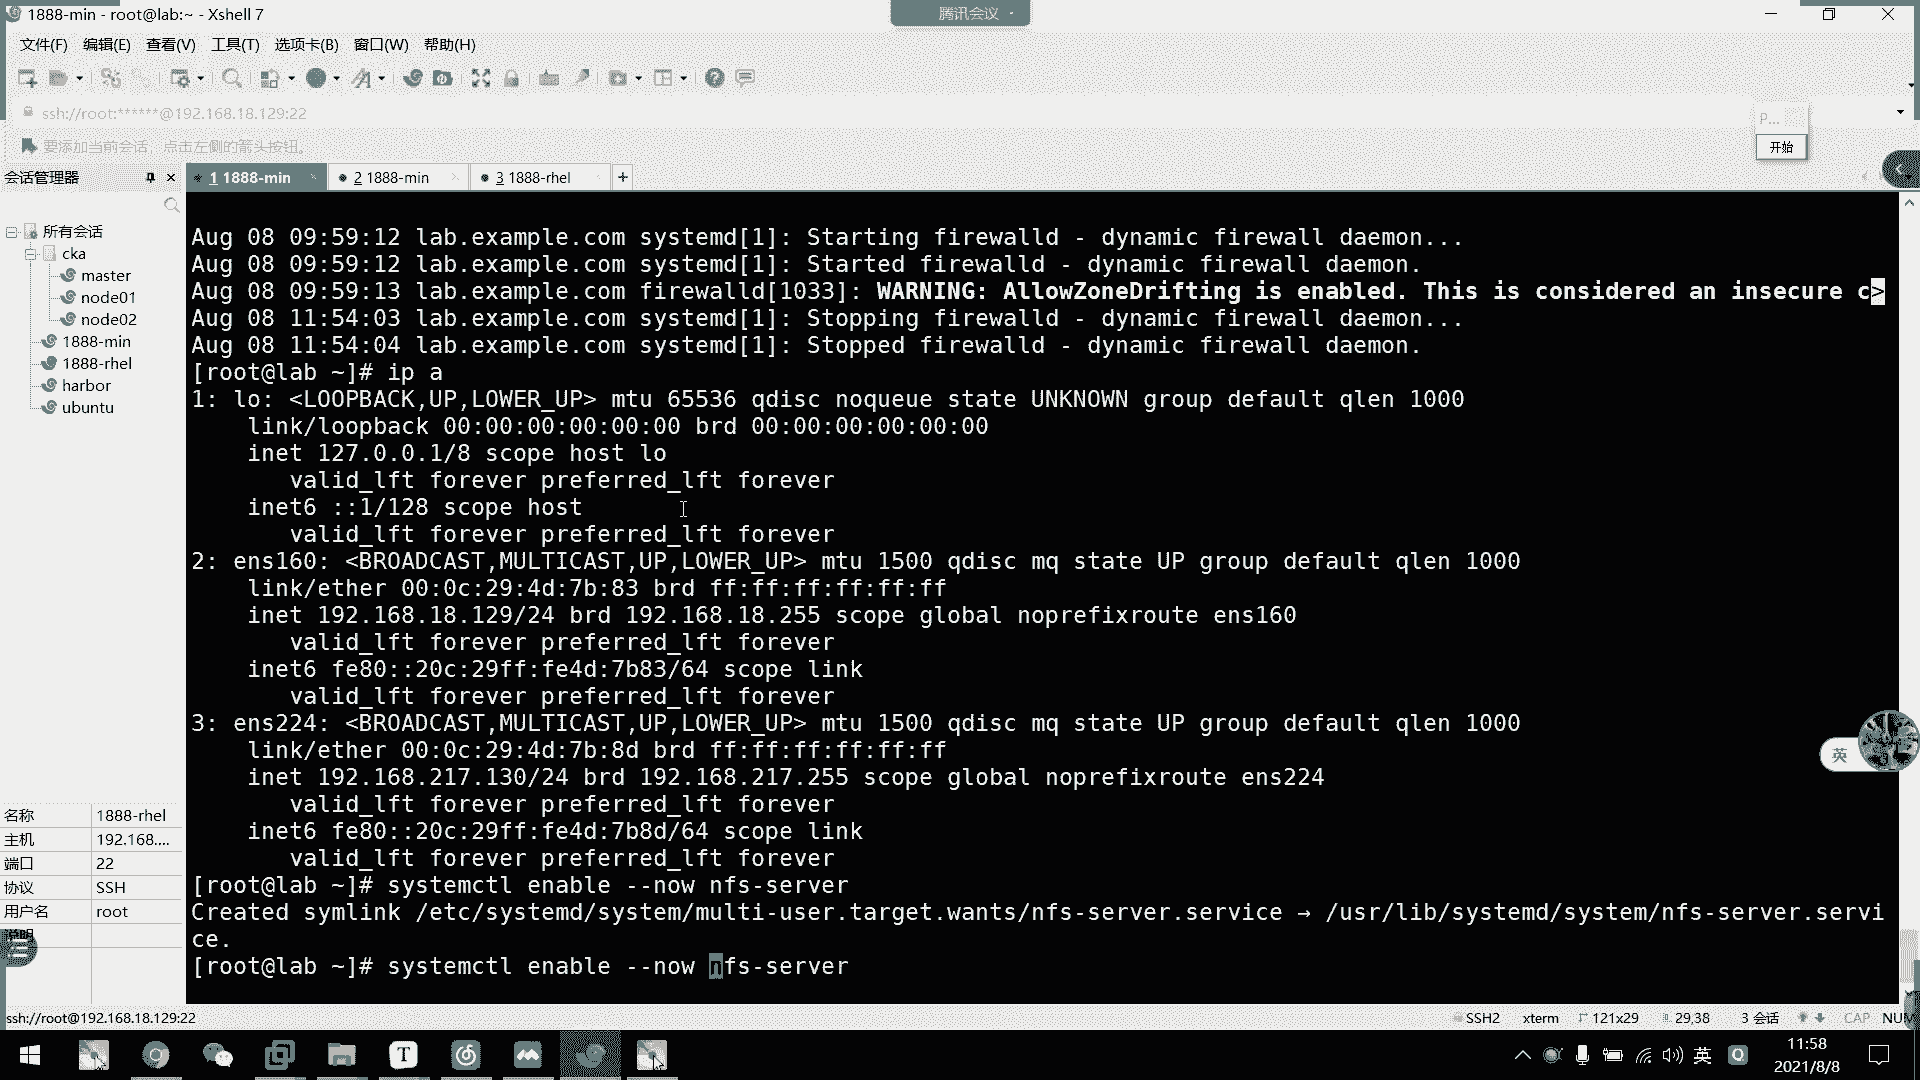 1888-min - root@lab:~ - Xshell 7
腾讯会议
文件(F) 编辑(E) 查看(V) 工具(T) 选项卡(B) 窗口(W) 帮助(H)
ssh://root:******@192.168.18.129:22
P...
要添加当前会话，点击左侧的箭头按钮。
开始
会话管理器
1 1888-min
2 1888-min
3 1888-rhel
+
所有会话
cka
master
node01
node02
1888-min
1888-rhel
harbor
ubuntu
Aug 08 09:59:12 lab.example.com systemd[1]: Starting firewalld - dynamic firewall daemon...
Aug 08 09:59:12 lab.example.com systemd[1]: Started firewalld - dynamic firewall daemon.
Aug 08 09:59:13 lab.example.com firewalld[1033]: WARNING: AllowZoneDrifting is enabled. This is considered an insecure c>
Aug 08 11:54:03 lab.example.com systemd[1]: Stopping firewalld - dynamic firewall daemon...
Aug 08 11:54:04 lab.example.com systemd[1]: Stopped firewalld - dynamic firewall daemon.
[root@lab ~]# ip a
1: lo: <LOOPBACK,UP,LOWER_UP> mtu 65536 qdisc noqueue state UNKNOWN group default qlen 1000
link/loopback 00:00:00:00:00:00 brd 00:00:00:00:00:00
inet 127.0.0.1/8 scope host lo
valid_lft forever preferred_lft forever
inet6 ::1/128 scope host
valid_lft forever preferred_lft forever
2: ens160: <BROADCAST,MULTICAST,UP,LOWER_UP> mtu 1500 qdisc mq state UP group default qlen 1000
link/ether 00:0c:29:4d:7b:83 brd ff:ff:ff:ff:ff:ff
inet 192.168.18.129/24 brd 192.168.18.255 scope global noprefixroute ens160
valid_lft forever preferred_lft forever
inet6 fe80::20c:29ff:fe4d:7b83/64 scope link
valid_lft forever preferred_lft forever
3: ens224: <BROADCAST,MULTICAST,UP,LOWER_UP> mtu 1500 qdisc mq state UP group default qlen 1000
link/ether 00:0c:29:4d:7b:8d brd ff:ff:ff:ff:ff:ff
inet 192.168.217.130/24 brd 192.168.217.255 scope global noprefixroute ens224
valid_lft forever preferred_lft forever
inet6 fe80::20c:29ff:fe4d:7b8d/64 scope link
valid_lft forever preferred_lft forever
[root@lab ~]# systemctl enable --now nfs-server
Created symlink /etc/systemd/system/multi-user.target.wants/nfs-server.service → /usr/lib/systemd/system/nfs-server.servi
ce.
[root@lab ~]# systemctl enable --now nfs-server
英
名称 1888-rhel
主机 192.168....
端口 22
协议 SSH
用户名 root
说明
ssh://root@192.168.18.129:22
SSH2 xterm 121x29 29,38 3 会话 CAP NUM
T
英
Q
11:58
2021/8/8